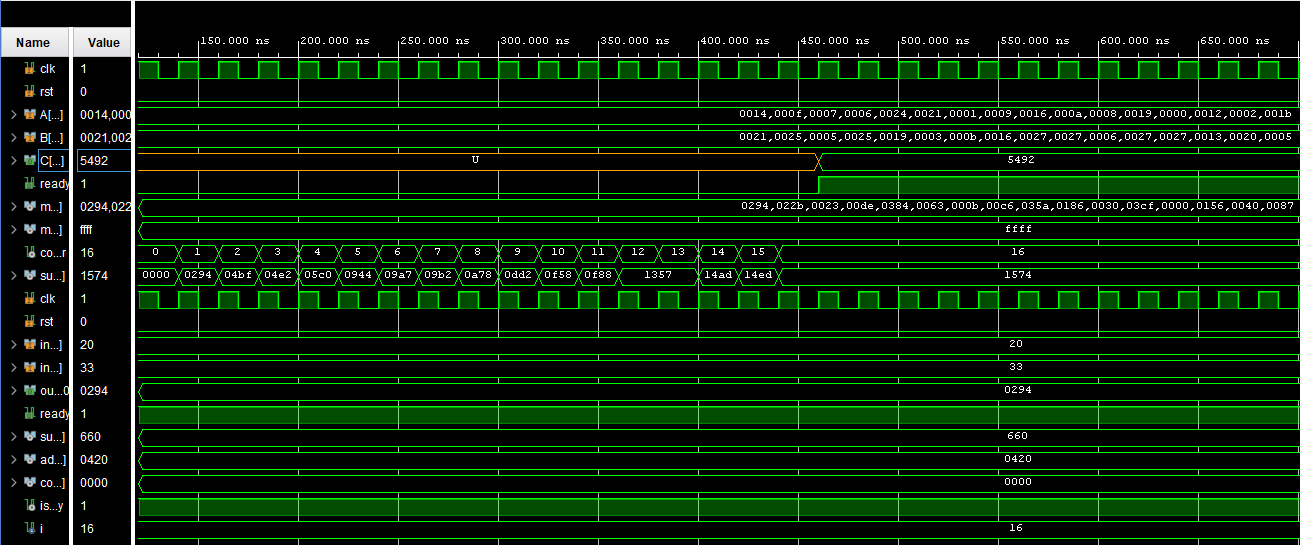 Name Value 150.000 ns 200.000 ns 250.000 ns 300.000 ns 350.000 ns 400.000 ns 450.000 ns 500.000 ns 550.000 ns 600.000 ns 650.000 ns
clk 1
rst 0
A[...] 0014,000 0014,000f,0007,0006,0024,0021,0001,0009,0016,000a,0008,0019,0000,0012,0002,001b
B[...] 0021,002 0021,0025,0005,0025,0019,0003,000b,0016,0027,0027,0006,0027,0027,0013,0020,0005
C[...] 5492 U 5492
ready 1
m...] 0294,022 0294,022b,0023,00de,0384,0063,000b,00c6,035a,0186,0030,03cf,0000,0156,0040,0087
m...] ffff ffff
co...r 16 0 1 2 3 4 5 6 7 8 9 10 11 12 13 14 15 16
su...] 1574 0000 0294 04bf 04e2 05c0 0944 09a7 09b2 0a78 0dd2 0f58 0f88 1357 14ad 14ed 1574
clk 1
rst 0
in...] 20 20
in...] 33 33
ou...0 0294 0294
ready 1
su...] 660 660
ad...] 0420 0420
co...] 0000 0000
is...y 1
i 16 16